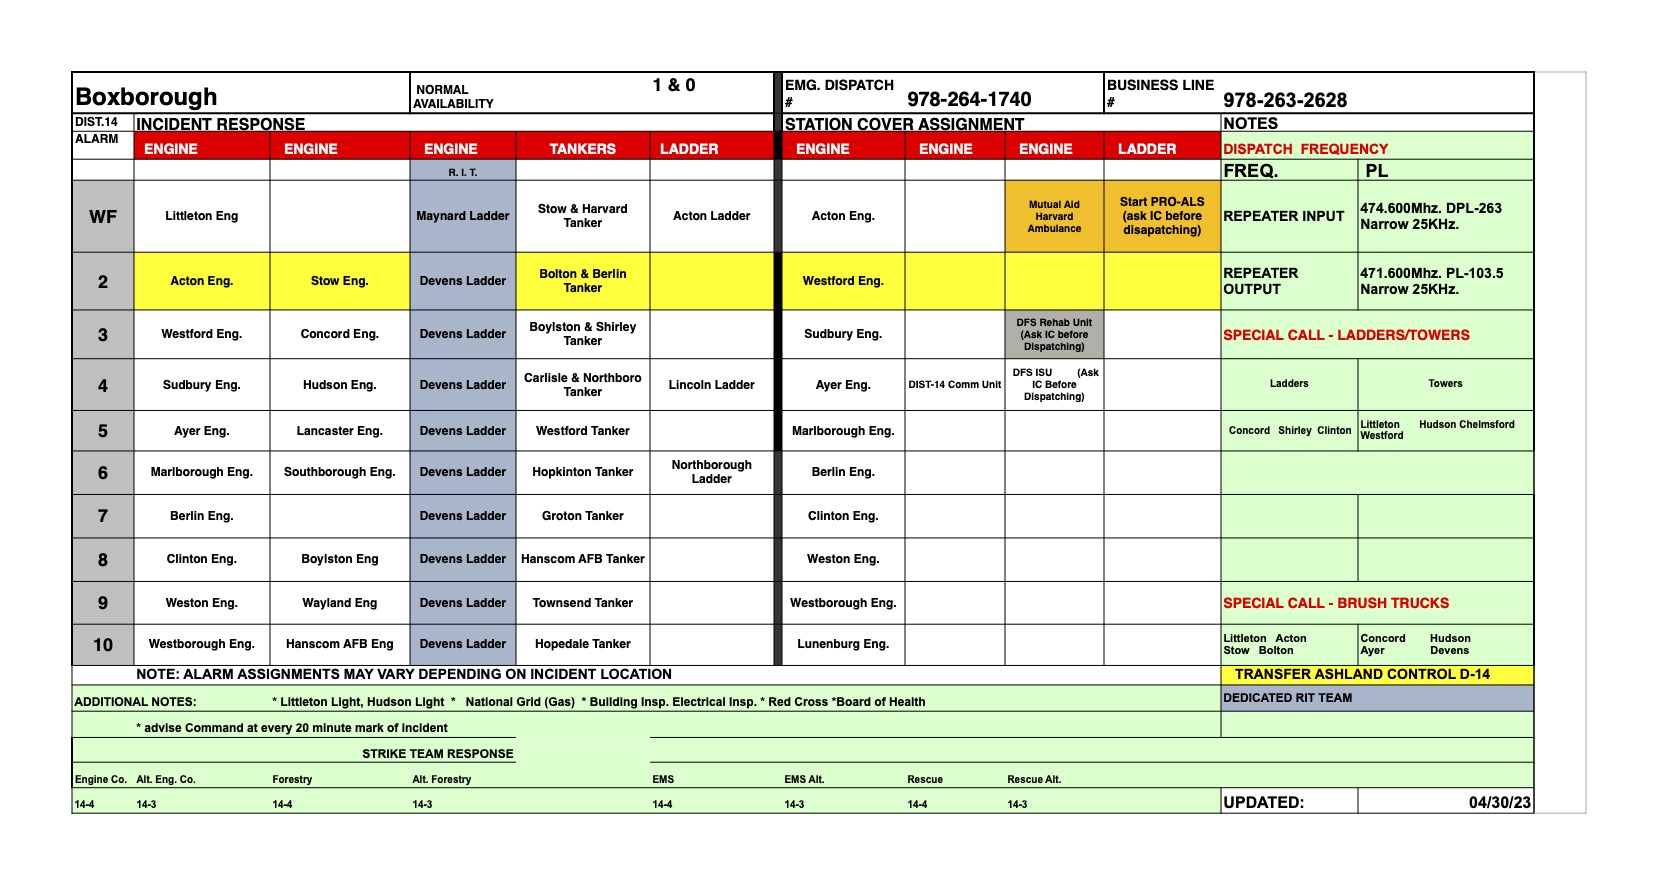 Boxborough
NORMAL
AVAILABILITY
1 & 0
EMG. DISPATCH
#
978-264-1740
BUSINESS LINE
#
978-263-2628
DIST.14
INCIDENT RESPONSE
STATION COVER ASSIGNMENT
NOTES
ALARM
ENGINE
ENGINE
ENGINE
TANKERS
LADDER
ENGINE
ENGINE
ENGINE
LADDER
DISPATCH FREQUENCY
R. I. T.
FREQ.
PL
WF
Littleton Eng
Maynard Ladder
Stow & Harvard
Tanker
Acton Ladder
Acton Eng.
Mutual Aid
Harvard
Ambulance
Start PRO-ALS
(ask IC before
disapatching)
REPEATER INPUT
474.600Mhz. DPL-263
Narrow 25KHz.
2
Acton Eng.
Stow Eng.
Devens Ladder
Bolton & Berlin
Tanker
Westford Eng.
REPEATER
OUTPUT
471.600Mhz. PL-103.5
Narrow 25KHz.
3
Westford Eng.
Concord Eng.
Devens Ladder
Boylston & Shirley
Tanker
Sudbury Eng.
DFS Rehab Unit
(Ask IC before
Dispatching)
SPECIAL CALL - LADDERS/TOWERS
4
Sudbury Eng.
Hudson Eng.
Devens Ladder
Carlisle & Northboro
Tanker
Lincoln Ladder
Ayer Eng.
DIST-14 Comm Unit
DFS ISU (Ask
IC Before
Dispatching)
Ladders
Towers
5
Ayer Eng.
Lancaster Eng.
Devens Ladder
Westford Tanker
Marlborough Eng.
Concord Shirley Clinton
Littleton Hudson Chelmsford
Westford
6
Marlborough Eng.
Southborough Eng.
Devens Ladder
Hopkinton Tanker
Northborough
Ladder
Berlin Eng.
7
Berlin Eng.
Devens Ladder
Groton Tanker
Clinton Eng.
8
Clinton Eng.
Boylston Eng
Devens Ladder
Hanscom AFB Tanker
Weston Eng.
9
Weston Eng.
Wayland Eng
Devens Ladder
Townsend Tanker
Westborough Eng.
SPECIAL CALL - BRUSH TRUCKS
10
Westborough Eng.
Hanscom AFB Eng
Devens Ladder
Hopedale Tanker
Lunenburg Eng.
Littleton Acton
Stow Bolton
Concord Hudson
Ayer Devens
NOTE: ALARM ASSIGNMENTS MAY VARY DEPENDING ON INCIDENT LOCATION
TRANSFER ASHLAND CONTROL D-14
ADDITIONAL NOTES: * Littleton Light, Hudson Light * National Grid (Gas) * Building Insp. Electrical Insp. * Red Cross *Board of Health
DEDICATED RIT TEAM
* advise Command at every 20 minute mark of incident
STRIKE TEAM RESPONSE
Engine Co. Alt. Eng. Co. Forestry Alt. Forestry EMS EMS Alt. Rescue Rescue Alt.
14-4 14-3 14-4 14-3 14-4 14-3 14-4 14-3
UPDATED: 04/30/23